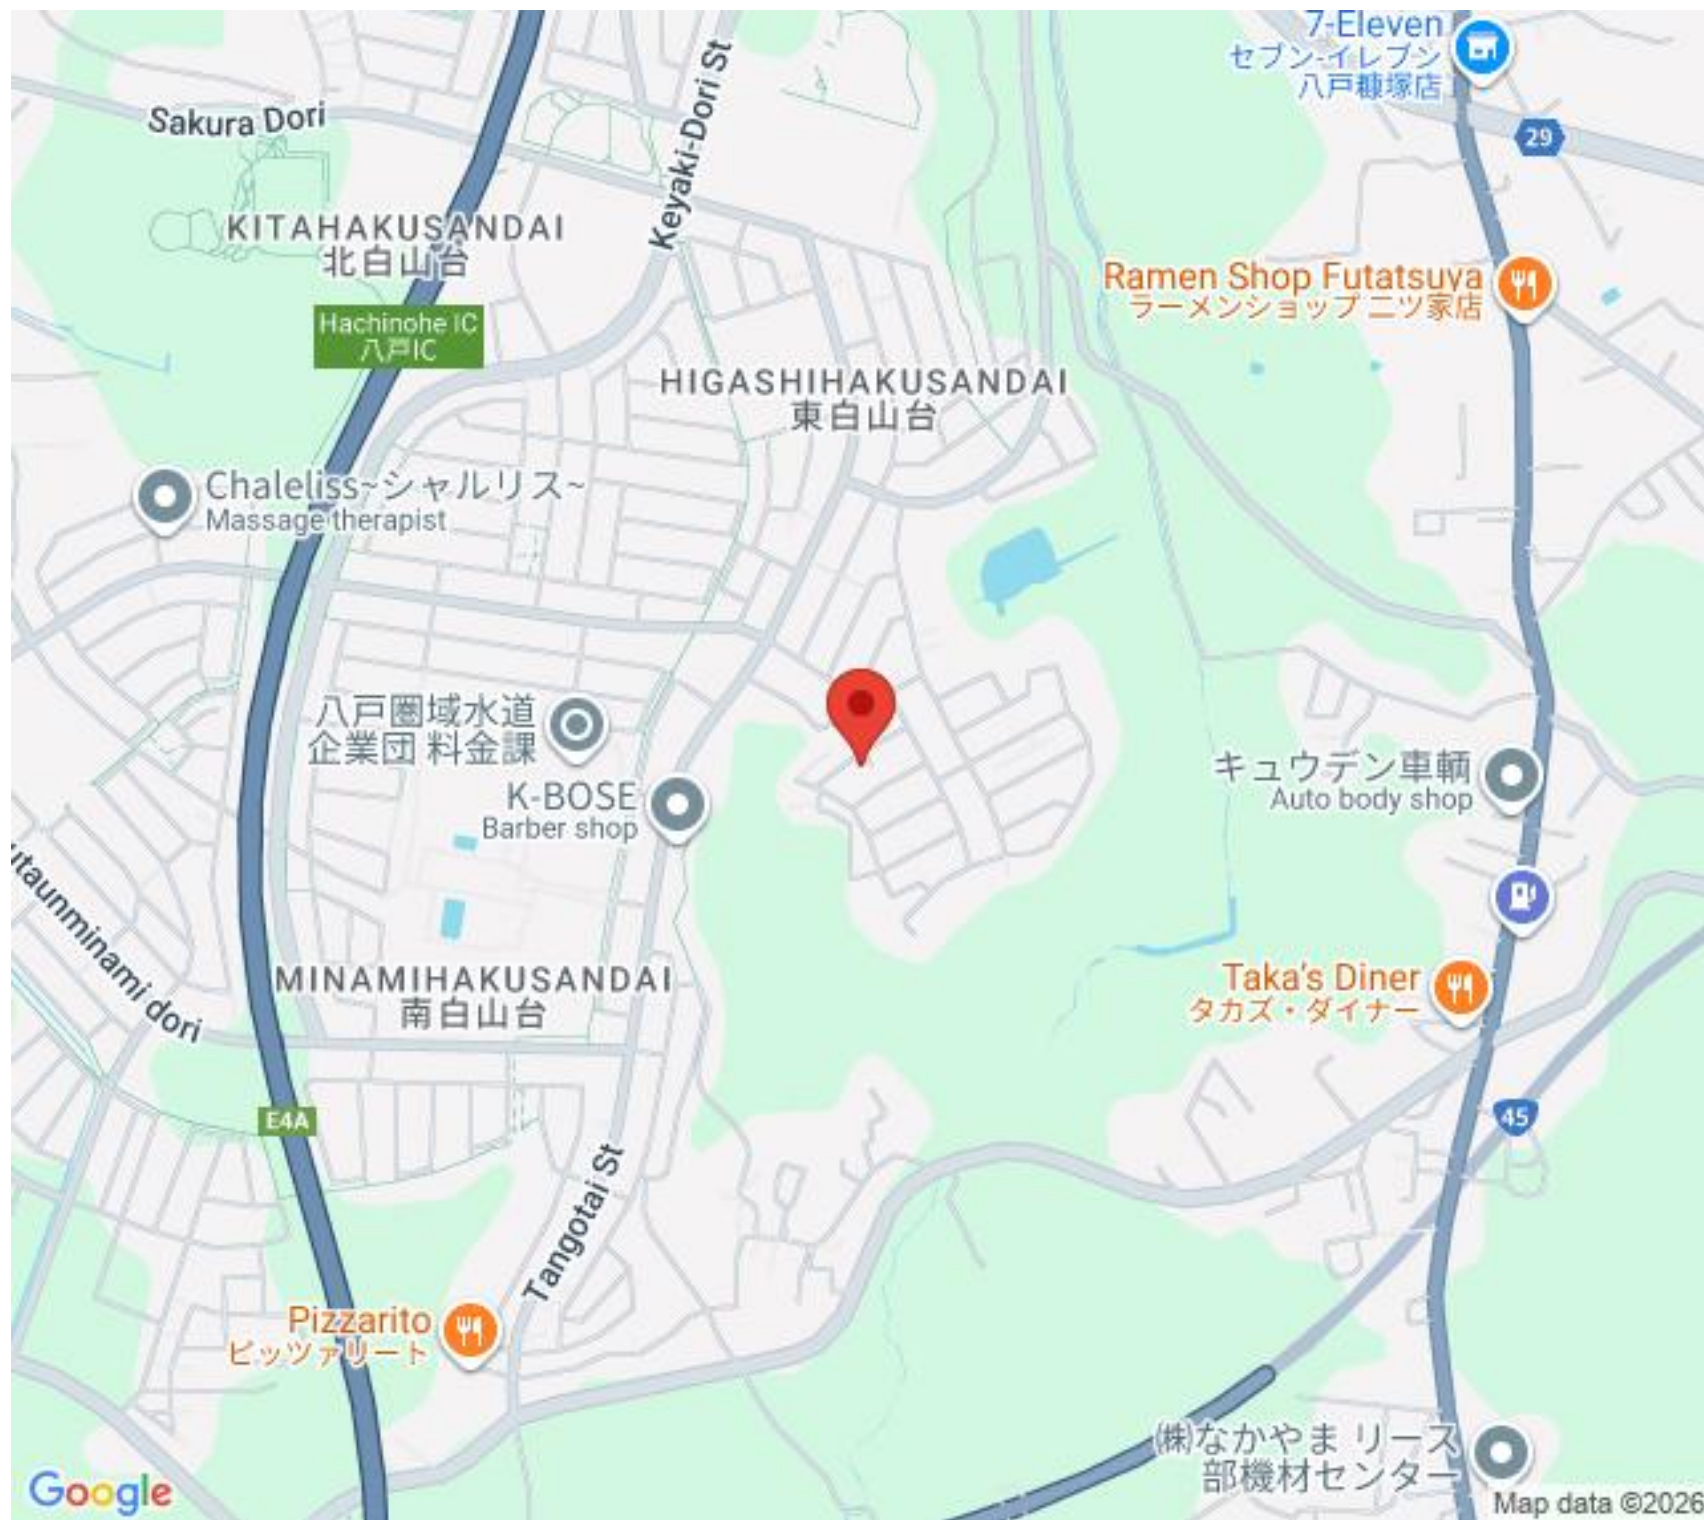 7-Eleven
セブン-イレブン
八戸糠塚店
29
Sakura Dori
Keyaki-Dori St
KITAHAKUSANDAI
北白山台
Hachinohe IC
八戸IC
Ramen Shop Futatsuya
ラーメンショップ 二ツ家店
HIGASHIHAKUSANDAI
東白山台
Chaleliss~シャルリス~
Massage therapist
八戸圏域水道
企業団 料金課
K-BOSE
Barber shop
キュウデン車輌
Auto body shop
utaunminami dori
MINAMIHAKUSANDAI
南白山台
Taka's Diner
タカズ・ダイナー
E4A
45
Tangotai St
Pizzarito
ピッツァリート
(株)なかやま リース
部機材センター
Google
Map data ©2026